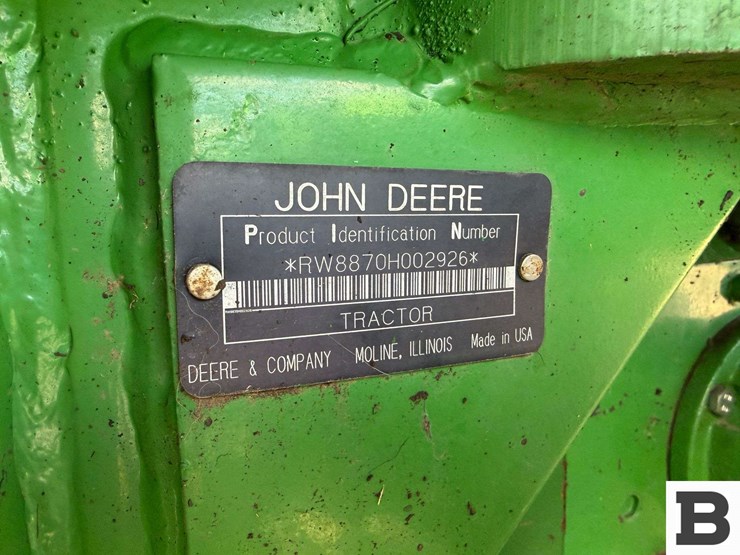 JOHN DEERE
Product Identification Number
*RW8870H002926*
TRACTOR
DEERE & COMPANY MOLINE, ILLINOIS Made in USA
B